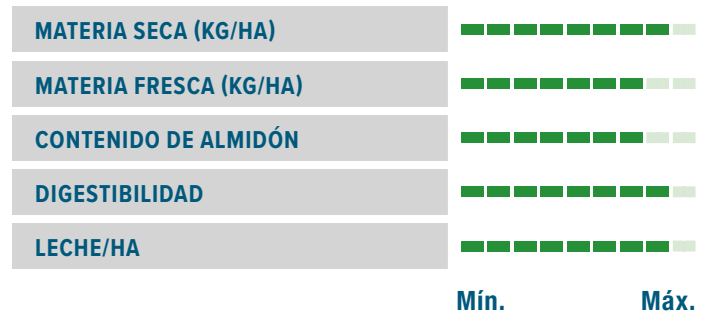 MATERIA SECA (KG/HA)
MATERIA FRESCA (KG/HA)
CONTENIDO DE ALMIDÓN
DIGESTIBILIDAD
LECHE/HA
Mín. Máx.